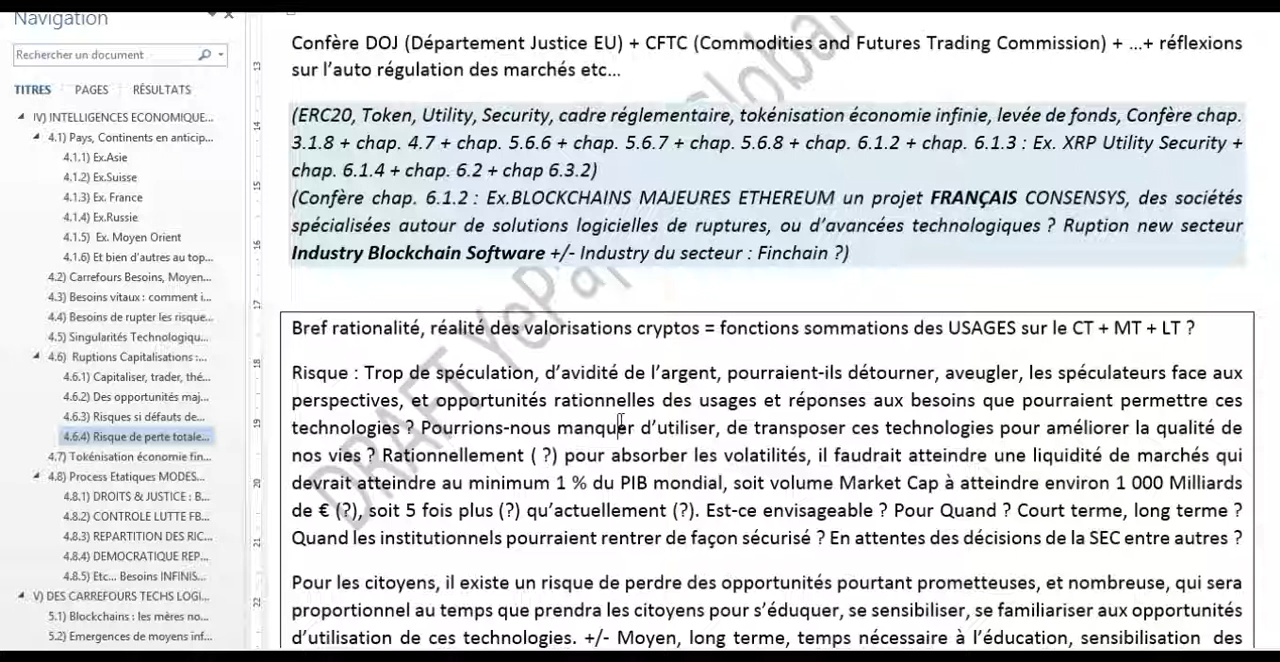 Navigation
Rechercher un document
TITRES PAGES RÉSULTATS
IV) INTELLIGENCES ECONOMIQUE...
4.1) Pays, Continents en anticip...
4.1.1) Ex.Asie
4.1.2) Ex.Suisse
4.1.3) Ex. France
4.1.4) Ex.Russie
4.1.5) Ex. Moyen Orient
4.1.6) Et bien d'autres au top...
4.2) Carrefours Besoins, Moyen...
4.3) Besoins vitaux : comment i...
4.4) Besoins de rupter les risque...
4.5) Singularités Technologiqu...
4.6) Ruptions Capitalisations :...
4.6.1) Capitaliser, trader, thé...
4.6.2) Des opportunités maj...
4.6.3) Risques si défauts de...
4.6.4) Risque de perte totale...
4.7) Tokénisation économie fin...
4.8) Process Etatiques MODES...
4.8.1) DROITS & JUSTICE : B...
4.8.2) CONTROLE LUTTE FB...
4.8.3) REPARTITION DES RIC...
4.8.4) DEMOCRATIQUE REP...
4.8.5) Etc... Besoins INFINIS...
V) DES CARREFOURS TECHS LOGI...
5.1) Blockchains : les mères no...
5.2) Emergences de moyens inf...
13
14
15
16
17
18
19
20
21
22
Confère DOJ (Département Justice EU) + CFTC (Commodities and Futures Trading Commission) + ...+ réflexions
sur l'auto régulation des marchés etc...
(ERC20, Token, Utility, Security, cadre réglementaire, tokénisation économie infinie, levée de fonds, Confère chap.
3.1.8 + chap. 4.7 + chap. 5.6.6 + chap. 5.6.7 + chap. 5.6.8 + chap. 6.1.2 + chap. 6.1.3 : Ex. XRP Utility Security +
chap. 6.1.4 + chap. 6.2 + chap 6.3.2)
(Confère chap. 6.1.2 : Ex.BLOCKCHAINS MAJEURES ETHEREUM un projet FRANÇAIS CONSENSYS, des sociétés
spécialisées autour de solutions logicielles de ruptures, ou d'avancées technologiques ? Ruption new secteur
Industry Blockchain Software +/- Industry du secteur : Finchain ?)
Bref rationalité, réalité des valorisations cryptos = fonctions sommations des USAGES sur le CT + MT + LT ?
Risque : Trop de spéculation, d'avidité de l'argent, pourraient-ils détourner, aveugler, les spéculateurs face aux
perspectives, et opportunités rationnelles des usages et réponses aux besoins que pourraient permettre ces
technologies ? Pourrions-nous manquer d'utiliser, de transposer ces technologies pour améliorer la qualité de
nos vies ? Rationnellement ( ?) pour absorber les volatilités, il faudrait atteindre une liquidité de marchés qui
devrait atteindre au minimum 1 % du PIB mondial, soit volume Market Cap à atteindre environ 1 000 Milliards
de € (?), soit 5 fois plus (?) qu'actuellement (?). Est-ce envisageable ? Pour Quand ? Court terme, long terme ?
Quand les institutionnels pourraient rentrer de façon sécurisé ? En attentes des décisions de la SEC entre autres ?
Pour les citoyens, il existe un risque de perdre des opportunités pourtant prometteuses, et nombreuse, qui sera
proportionnel au temps que prendra les citoyens pour s'éduquer, se sensibiliser, se familiariser aux opportunités
d'utilisation de ces technologies. +/- Moyen, long terme, temps nécessaire à l'éducation, sensibilisation des
DRAFT Global